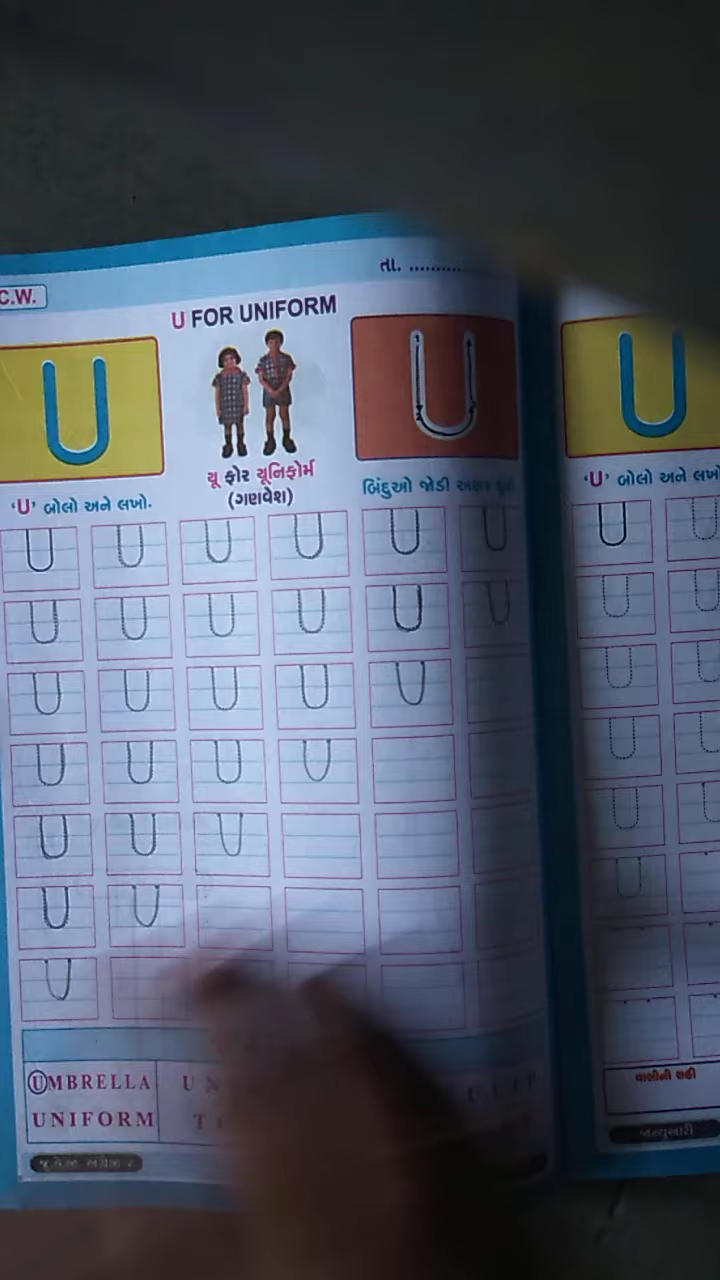 C.W.
તા. ..........
U FOR UNIFORM
U
U
U
યૂ ફોર યૂનિફોર્મ
(ગણવેશ)
'U' બોલો અને લખો.
બિંદુઓ જોડી
'U' બોલો અને લખો
U U U U U U
U U U U U U
U U U U U
U U U U
U U U
U U
U
U U
U U
U U
U U
U U
U
UMBRELLA
UNIFORM
વાલીની સહી
જાન્યુઆરી